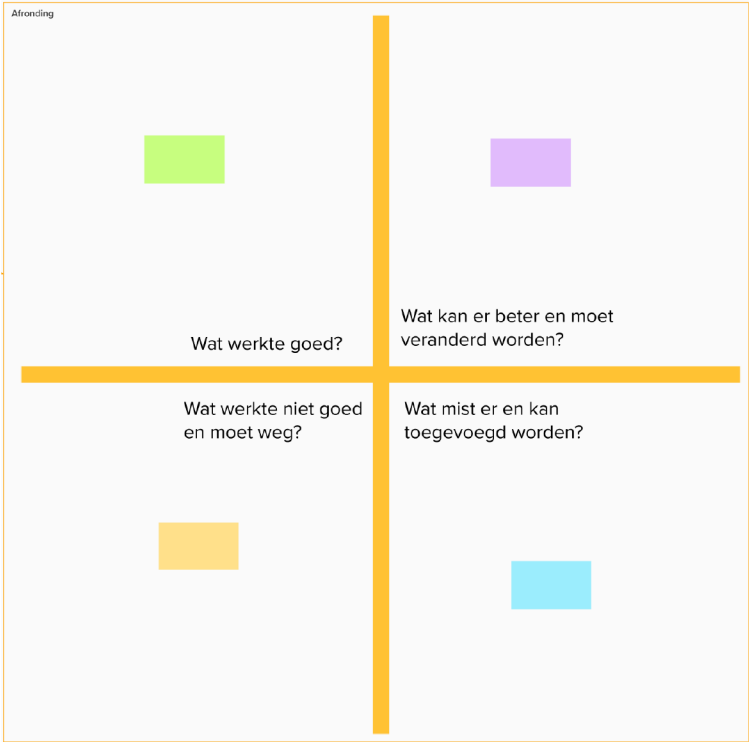 Afronding
Wat werkte goed?
Wat kan er beter en moet
veranderd worden?
Wat werkte niet goed
en moet weg?
Wat mist er en kan
toegevoegd worden?